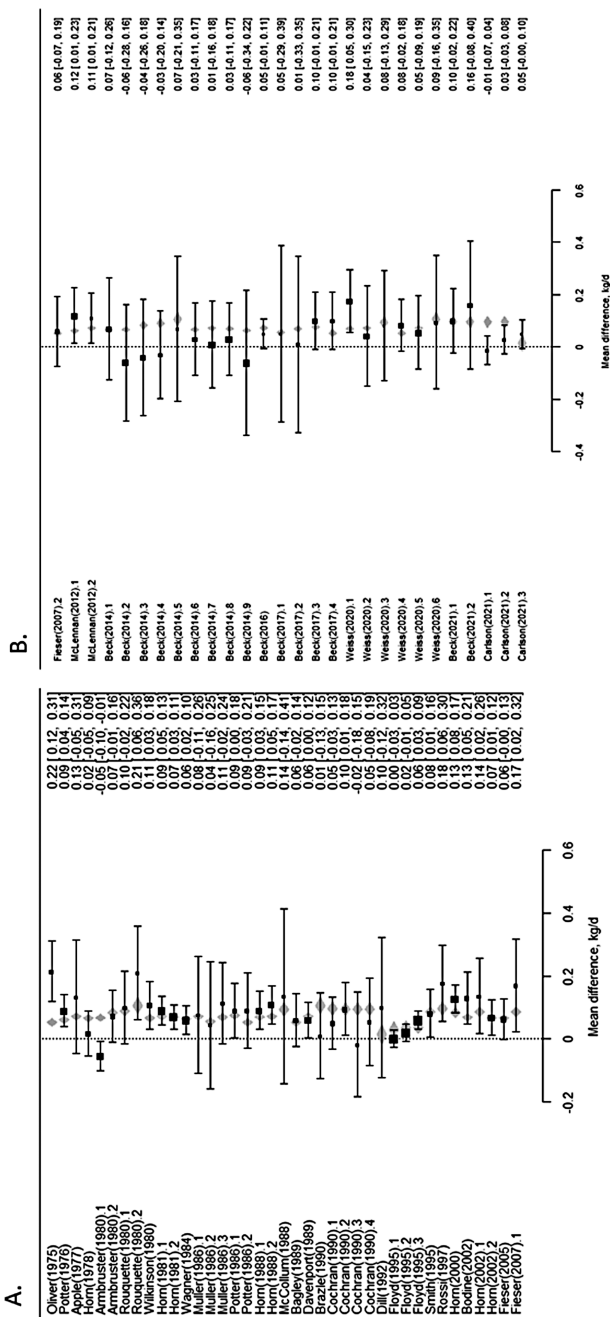 A.
Oliver(1975) 0.22 [ 0.12, 0.31]
Potter(1976) 0.09 [ 0.04, 0.14]
Apple(1977) 0.13 [-0.05, 0.31]
Horn(1978) 0.02 [-0.05, 0.09]
Armbruster(1980).1 -0.05 [-0.10, -0.01]
Armbruster(1980).2 0.07 [-0.01, 0.16]
Rouquette(1980).1 0.10 [-0.02, 0.22]
Rouquette(1980).2 0.21 [ 0.06, 0.36]
Wilkinson(1980) 0.11 [ 0.03, 0.18]
Horn(1981).1 0.09 [ 0.05, 0.13]
Horn(1981).2 0.07 [ 0.03, 0.11]
Wagner(1984) 0.06 [ 0.02, 0.10]
Muller(1986).1 0.08 [-0.11, 0.26]
Muller(1986).2 0.04 [-0.16, 0.25]
Muller(1986).3 0.11 [-0.02, 0.24]
Potter(1986).1 0.09 [-0.00, 0.18]
Potter(1986).2 0.09 [-0.03, 0.21]
Horn(1988).1 0.09 [ 0.03, 0.15]
Horn(1988).2 0.11 [ 0.05, 0.17]
McCollum(1988) 0.14 [-0.14, 0.41]
Bagley(1989) 0.06 [-0.02, 0.14]
Davenport(1989) 0.06 [ 0.00, 0.12]
Brazle(1990) 0.01 [-0.13, 0.15]
Cochran(1990).1 0.05 [-0.03, 0.13]
Cochran(1990).2 0.10 [ 0.01, 0.18]
Cochran(1990).3 -0.02 [-0.18, 0.15]
Cochran(1990).4 0.05 [-0.08, 0.19]
Dill(1992) 0.10 [-0.12, 0.32]
Floyd(1995).1 0.00 [-0.03, 0.03]
Floyd(1995).2 0.02 [-0.01, 0.05]
Floyd(1995).3 0.06 [ 0.03, 0.09]
Smith(1995) 0.08 [ 0.01, 0.16]
Rossi(1997) 0.18 [ 0.06, 0.30]
Horn(2000) 0.13 [ 0.08, 0.17]
Bodine(2002) 0.13 [ 0.05, 0.21]
Horn(2002).1 0.14 [ 0.02, 0.26]
Horn(2002).2 0.07 [ 0.01, 0.12]
Fieser(2005) 0.06 [-0.00, 0.13]
Fieser(2007).1 0.17 [ 0.02, 0.32]
-0.2 0 0.2 0.4 0.6
Mean difference, kg/d
B.
Fieser(2007).2 0.06 [-0.07, 0.19]
McLennan(2012).1 0.12 [ 0.01, 0.23]
McLennan(2012).2 0.11 [ 0.01, 0.21]
Beck(2014).1 0.07 [-0.12, 0.26]
Beck(2014).2 -0.06 [-0.28, 0.16]
Beck(2014).3 -0.04 [-0.26, 0.18]
Beck(2014).4 -0.03 [-0.20, 0.14]
Beck(2014).5 0.07 [-0.21, 0.35]
Beck(2014).6 0.03 [-0.11, 0.17]
Beck(2014).7 0.01 [-0.16, 0.18]
Beck(2014).8 0.03 [-0.11, 0.17]
Beck(2014).9 -0.06 [-0.34, 0.22]
Beck(2016) 0.05 [-0.01, 0.11]
Beck(2017).1 0.05 [-0.29, 0.39]
Beck(2017).2 0.01 [-0.33, 0.35]
Beck(2017).3 0.10 [-0.01, 0.21]
Beck(2017).4 0.10 [-0.01, 0.21]
Weiss(2020).1 0.18 [ 0.05, 0.30]
Weiss(2020).2 0.04 [-0.15, 0.23]
Weiss(2020).3 0.08 [-0.13, 0.29]
Weiss(2020).4 0.08 [-0.02, 0.18]
Weiss(2020).5 0.05 [-0.09, 0.19]
Weiss(2020).6 0.09 [-0.16, 0.35]
Beck(2021).1 0.10 [-0.02, 0.22]
Beck(2021).2 0.16 [-0.08, 0.40]
Carlson(2021).1 -0.01 [-0.07, 0.04]
Carlson(2021).2 0.03 [-0.03, 0.08]
Carlson(2021).3 0.05 [-0.00, 0.10]
-0.4 -0.2 0 0.2 0.4 0.6
Mean difference, kg/d